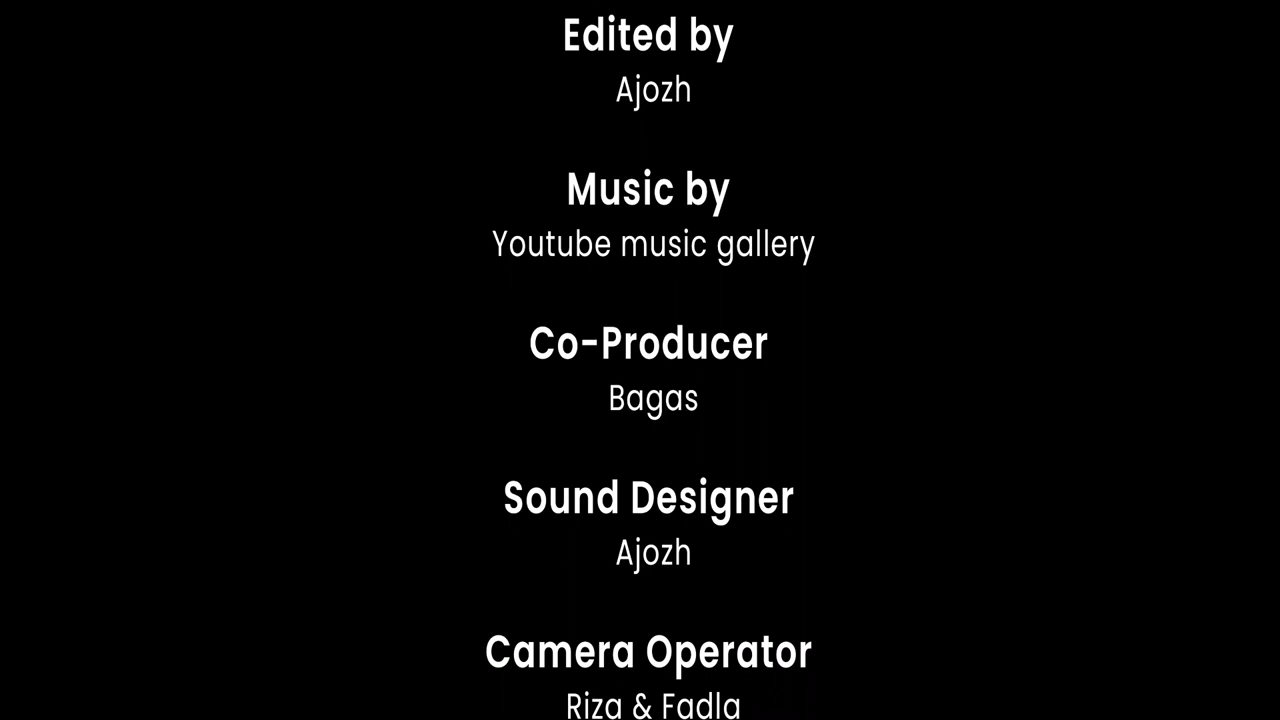 Edited by
Ajozh
Music by
Youtube music gallery
Co-Producer
Bagas
Sound Designer
Ajozh
Camera Operator
Riza & Fadla